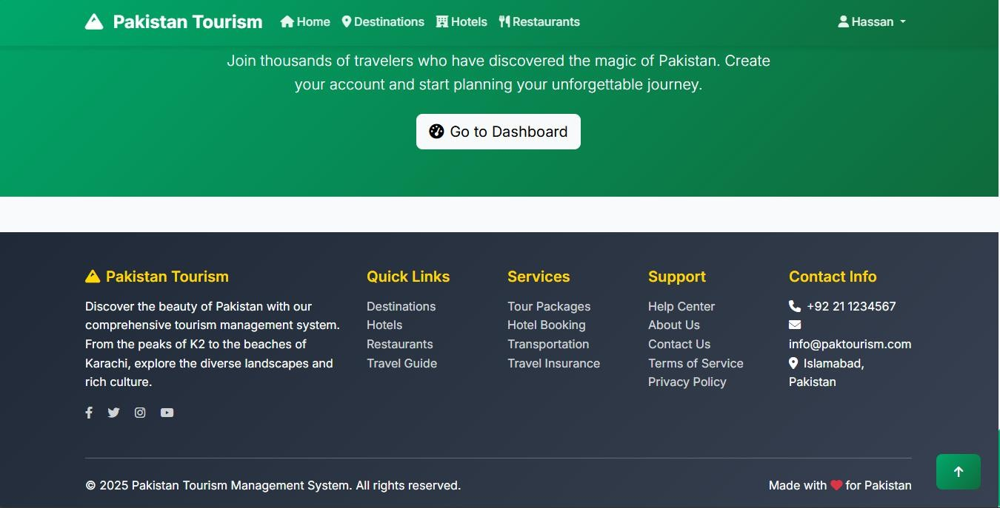 Pakistan Tourism Home Destinations Hotels Restaurants Hassan
Join thousands of travelers who have discovered the magic of Pakistan. Create
your account and start planning your unforgettable journey.
Go to Dashboard
Pakistan Tourism
Discover the beauty of Pakistan with our
comprehensive tourism management system.
From the peaks of K2 to the beaches of
Karachi, explore the diverse landscapes and
rich culture.
Quick Links
Destinations
Hotels
Restaurants
Travel Guide
Services
Tour Packages
Hotel Booking
Transportation
Travel Insurance
Support
Help Center
About Us
Contact Us
Terms of Service
Privacy Policy
Contact Info
+92 21 1234567
info@paktourism.com
Islamabad,
Pakistan
© 2025 Pakistan Tourism Management System. All rights reserved.
Made with ❤ for Pakistan